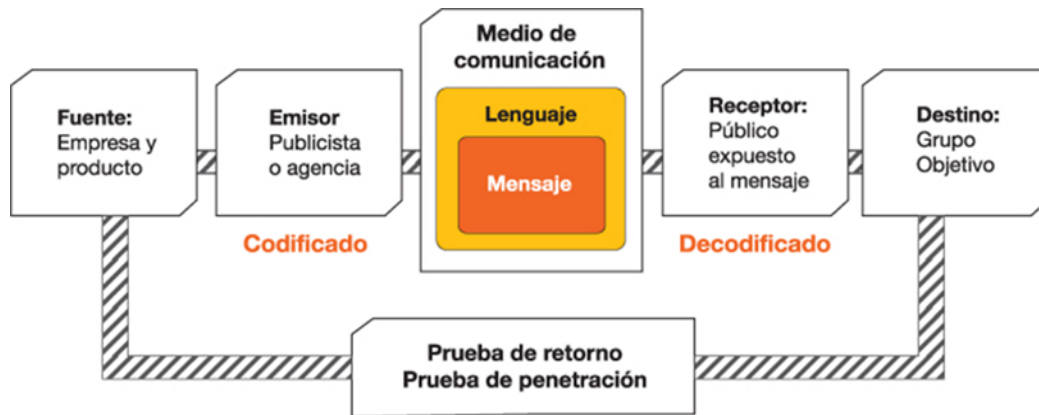 Fuente:
Empresa y
producto
Emisor
Publicista
o agencia
Codificado
Medio de
comunicación
Lenguaje
Mensaje
Receptor:
Público
expuesto
al mensaje
Decodificado
Destino:
Grupo
Objetivo
Prueba de retorno
Prueba de penetración